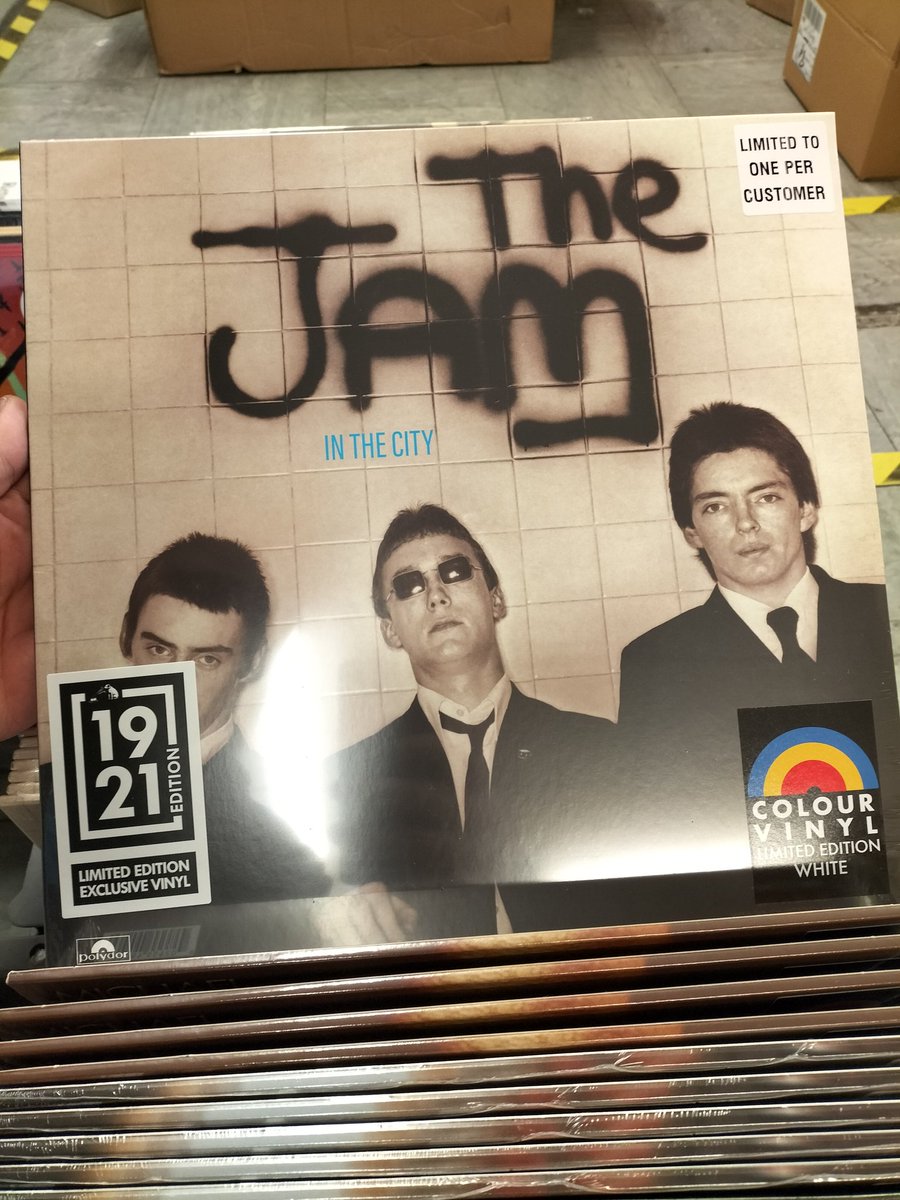 The
JAM
IN THE CITY
LIMITED TO
ONE PER
CUSTOMER
19
21
EDITION
LIMITED EDITION
EXCLUSIVE VINYL
COLOUR
VINYL
LIMITED EDITION
WHITE
polydor